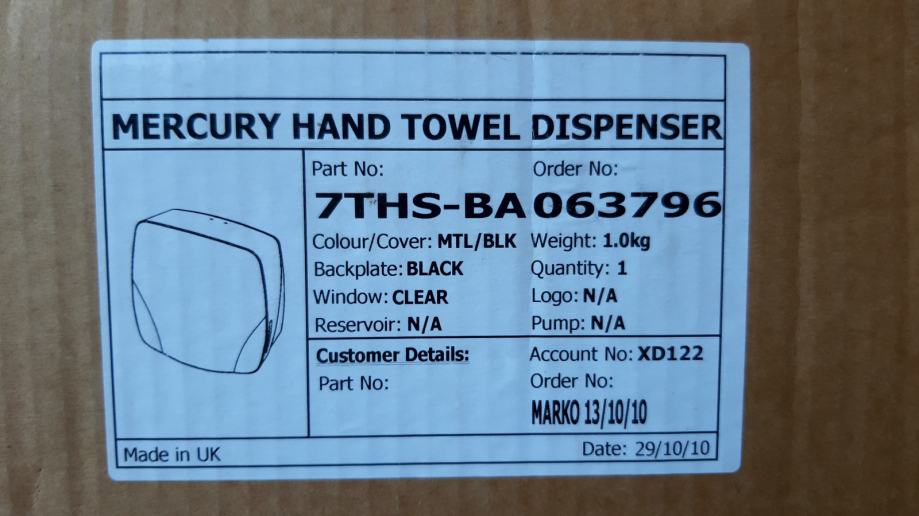 MERCURY HAND TOWEL DISPENSER
Part No: Order No:
7THS-BA 063796
Colour/Cover: MTL/BLK Weight: 1.0kg
Backplate: BLACK Quantity: 1
Window: CLEAR Logo: N/A
Reservoir: N/A Pump: N/A
Customer Details: Account No: XD122
Part No: Order No:
MARKO 13/10/10
Made in UK Date: 29/10/10